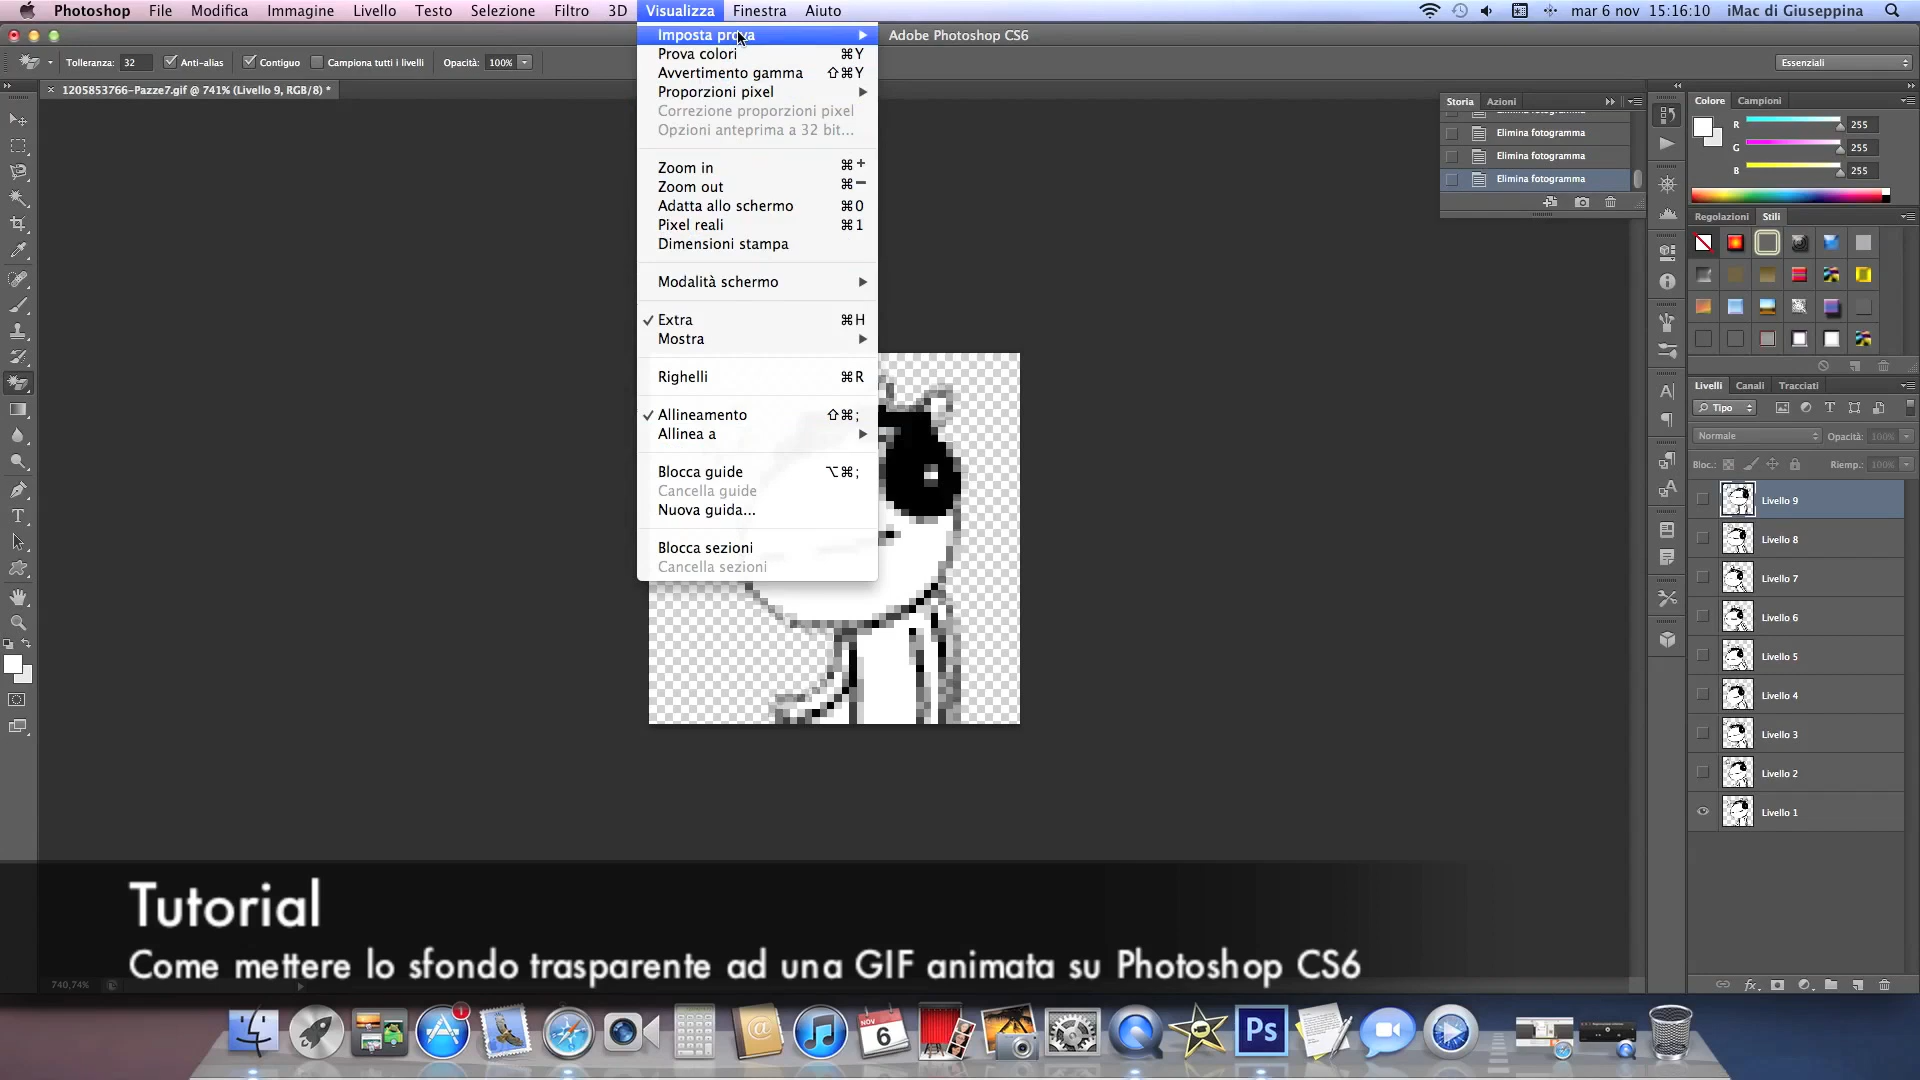 Photoshop File Modifica Immagine Livello Testo Selezione Filtro 3D Visualizza Finestra Aiuto mar 6 nov 15:16:10 iMac di Giuseppina
Adobe Photoshop CS6
Tolleranza: 32 Anti-alias Contiguo Campiona tutti i livelli Opacità: 100% Essenziali
× 1205853766-Pazze7.gif @ 741% (Livello 9, RGB/8) *
Imposta prova
Prova colori ⌘Y
Avvertimento gamma ⇧⌘Y
Proporzioni pixel
Correzione proporzioni pixel
Opzioni anteprima a 32 bit...
Zoom in ⌘+
Zoom out ⌘−
Adatta allo schermo ⌘0
Pixel reali ⌘1
Dimensioni stampa
Modalità schermo
Extra ⌘H
Mostra
Righelli ⌘R
Allineamento ⇧⌘;
Allinea a
Blocca guide ⌥⌘;
Cancella guide
Nuova guida...
Blocca sezioni
Cancella sezioni
Storia Azioni
Elimina fotogramma
Elimina fotogramma
Elimina fotogramma
Elimina fotogramma
Colore Campioni
R 255
G 255
B 255
Regolazioni Stili
Livelli Canali Tracciati
Tipo
Normale Opacità: 100%
Bloc.: Riemp.: 100%
Livello 9
Livello 8
Livello 7
Livello 6
Livello 5
Livello 4
Livello 3
Livello 2
Livello 1
Tutorial
Come mettere lo sfondo trasparente ad una GIF animata su Photoshop CS6
740,74%
1
NOV
6
Ps